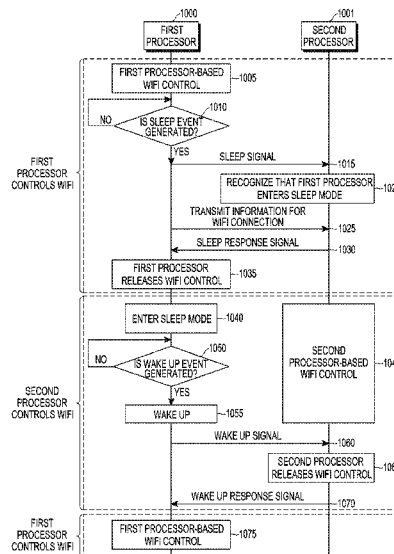 1000
1001
FIRST
PROCESSOR
SECOND
PROCESSOR
FIRST PROCESSOR-BASED
WIFI CONTROL
1005
1010
NO
IS SLEEP EVENT
GENERATED?
YES
SLEEP SIGNAL
1015
RECOGNIZE THAT FIRST PROCESSOR
ENTERS SLEEP MODE
FIRST
PROCESSOR
CONTROLS WIFI
TRANSMIT INFORMATION FOR
WIFI CONNECTION
1025
SLEEP RESPONSE SIGNAL
1030
FIRST PROCESSOR
RELEASES WIFI CONTROL
1035
ENTER SLEEP MODE
1040
1050
NO
IS WAKE UP EVENT
GENERATED?
YES
SECOND
PROCESSOR-BASED
WIFI CONTROL
SECOND
PROCESSOR
CONTROLS WIFI
WAKE UP
1055
WAKE UP SIGNAL
1060
SECOND PROCESSOR
RELEASES WIFI CONTROL
WAKE UP RESPONSE SIGNAL
1070
FIRST
PROCESSOR
CONTROLS WIFI
FIRST PROCESSOR-BASED
WIFI CONTROL
1075